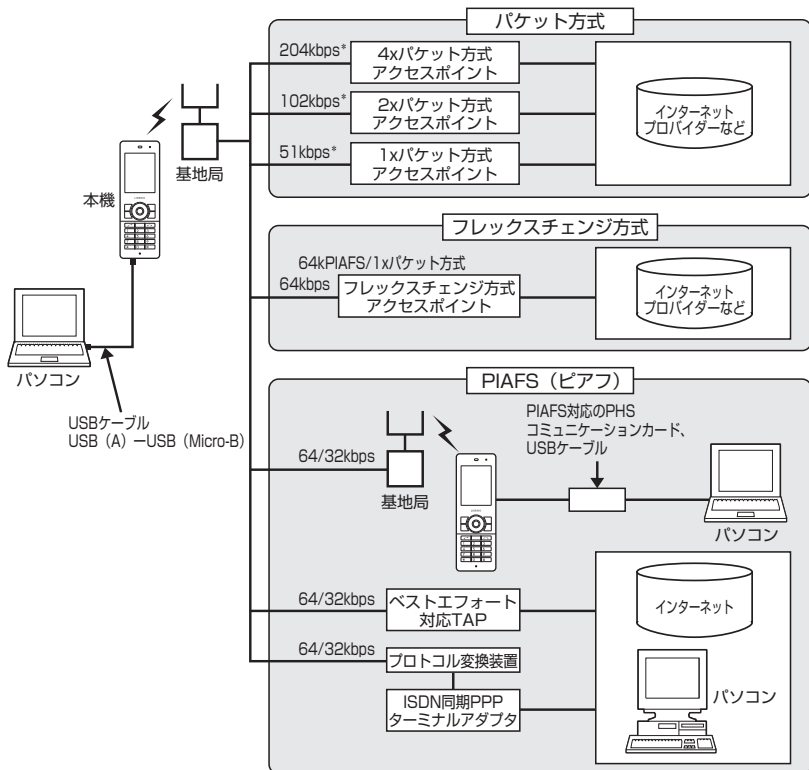 パケット方式
204kbps*
4xパケット方式
アクセスポイント
102kbps*
2xパケット方式
アクセスポイント
51kbps*
1xパケット方式
アクセスポイント
インターネット
プロバイダーなど
基地局
本機
パソコン
USBケーブル
USB（A）ーUSB（Micro-B）
フレックスチェンジ方式
64kPIAFS/1xパケット方式
64kbps
フレックスチェンジ方式
アクセスポイント
インターネット
プロバイダーなど
PIAFS（ピアフ）
PIAFS対応のPHS
コミュニケーションカード、
USBケーブル
64/32kbps
基地局
パソコン
64/32kbps
ベストエフォート
対応TAP
インターネット
64/32kbps
プロトコル変換装置
ISDN同期PPP
ターミナルアダプタ
パソコン